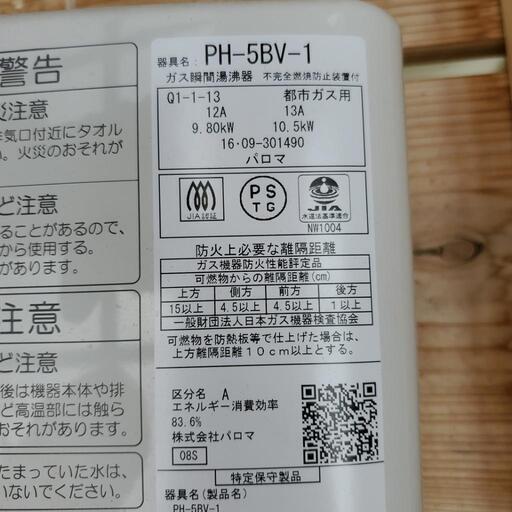 警告
災注意
排気口付近にタオル
い。火災のおそれが
ど注意
ることがあるので、
から使用する。
それがあります。
注意
ど注意
後は機器本体や排
ど高温部には触ら
おそれがあります。
たまっていた水は、
いないでください。
器具名: PH-5BV-1
ガス瞬間湯沸器 不完全燃焼防止装置付
Q1-1-13 都市ガス用
12A 13A
9.80kW 10.5kW
16・09-301490
パロマ
JIA認証
PS
TG
JIA
水道法基準適合
NW1004
防火上必要な離隔距離
ガス機器防火性能評定品
可燃物からの離隔距離(cm)
上方 側方 前方 後方
15以上 4.5以上 4.5以上 1以上
一般財団法人日本ガス機器検査協会
可燃物を防熱板等で仕上げた場合は、
上方離隔距離10cm以上とする
区分名 A
エネルギー消費効率
83.6%
株式会社パロマ
08S
特定保守製品
器具名(製品名)
PH-5BV-1